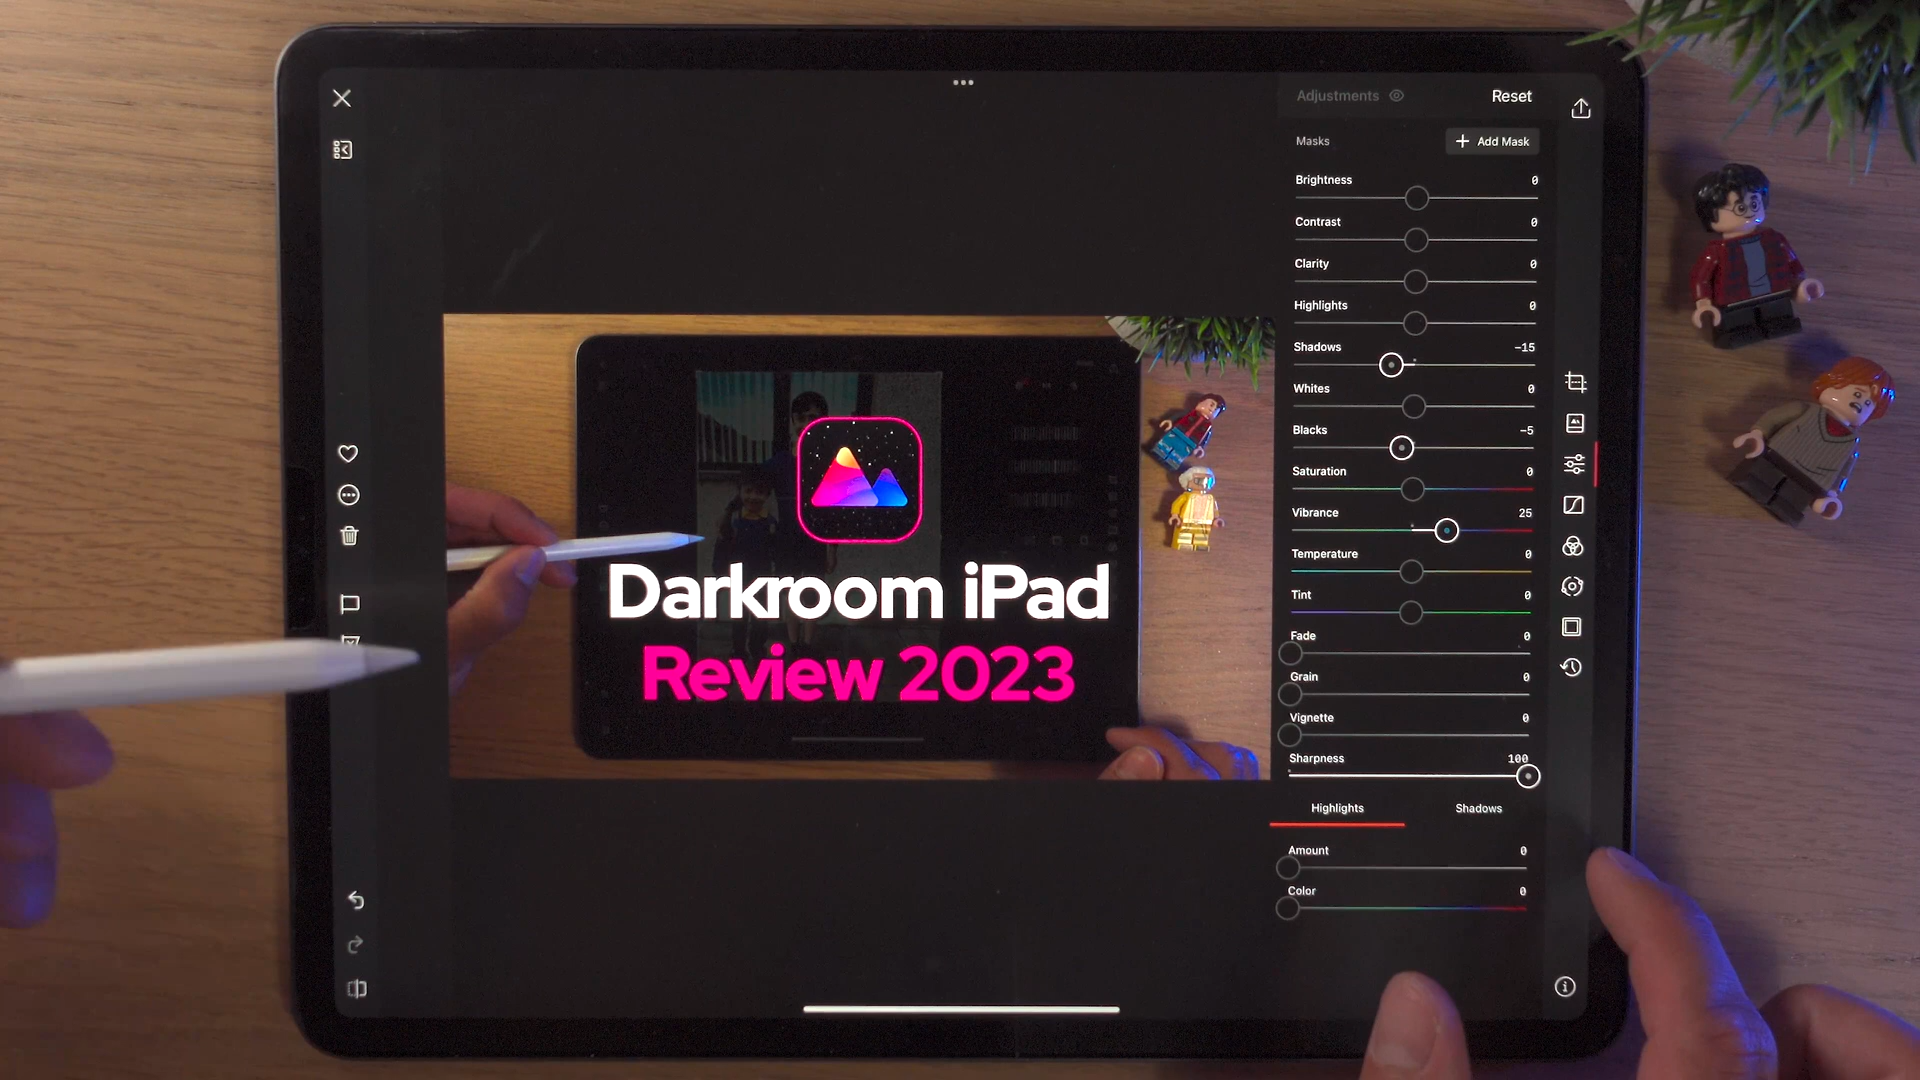 Adjustments
Reset
Masks
Add Mask
Brightness 0
Contrast 0
Clarity 0
Highlights 0
Shadows -15
Whites 0
Blacks -5
Saturation 0
Vibrance 25
Temperature 0
Tint 0
Fade 0
Grain 0
Vignette 0
Sharpness 100
Highlights
Shadows
Amount 0
Color 0
Darkroom iPad
Review 2023